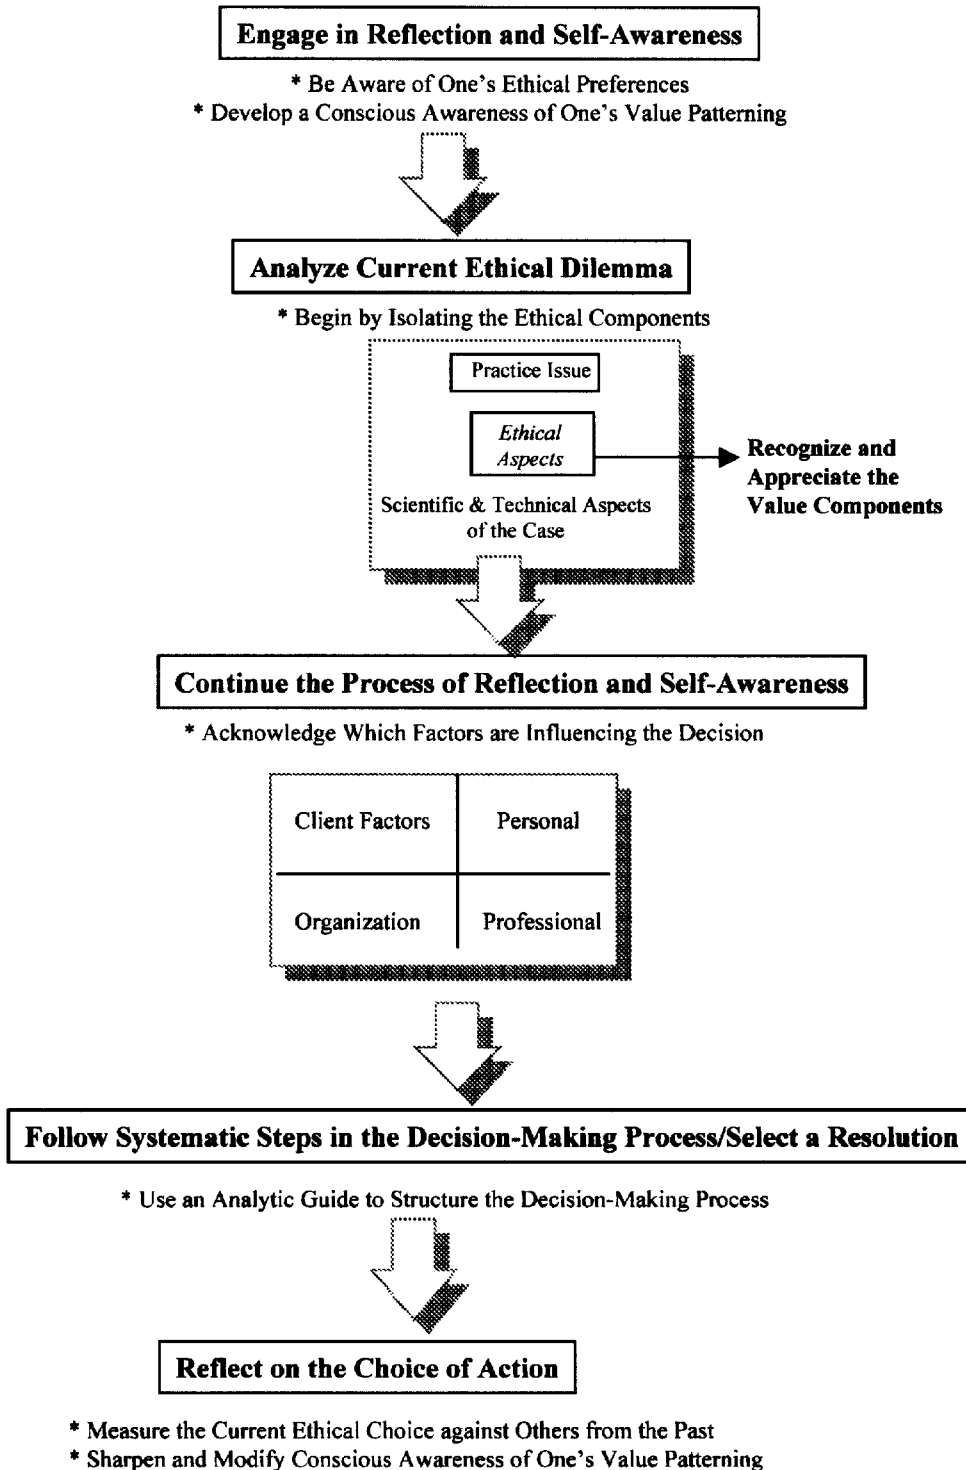 Engage in Reflection and Self-Awareness
* Be Aware of One's Ethical Preferences
* Develop a Conscious Awareness of One's Value Patterning
Analyze Current Ethical Dilemma
* Begin by Isolating the Ethical Components
Practice Issue
Ethical
Aspects
Recognize and
Appreciate the
Value Components
Scientific & Technical Aspects
of the Case
Continue the Process of Reflection and Self-Awareness
* Acknowledge Which Factors are Influencing the Decision
Client Factors
Personal
Organization
Professional
Follow Systematic Steps in the Decision-Making Process/Select a Resolution
* Use an Analytic Guide to Structure the Decision-Making Process
Reflect on the Choice of Action
* Measure the Current Ethical Choice against Others from the Past
* Sharpen and Modify Conscious Awareness of One's Value Patterning